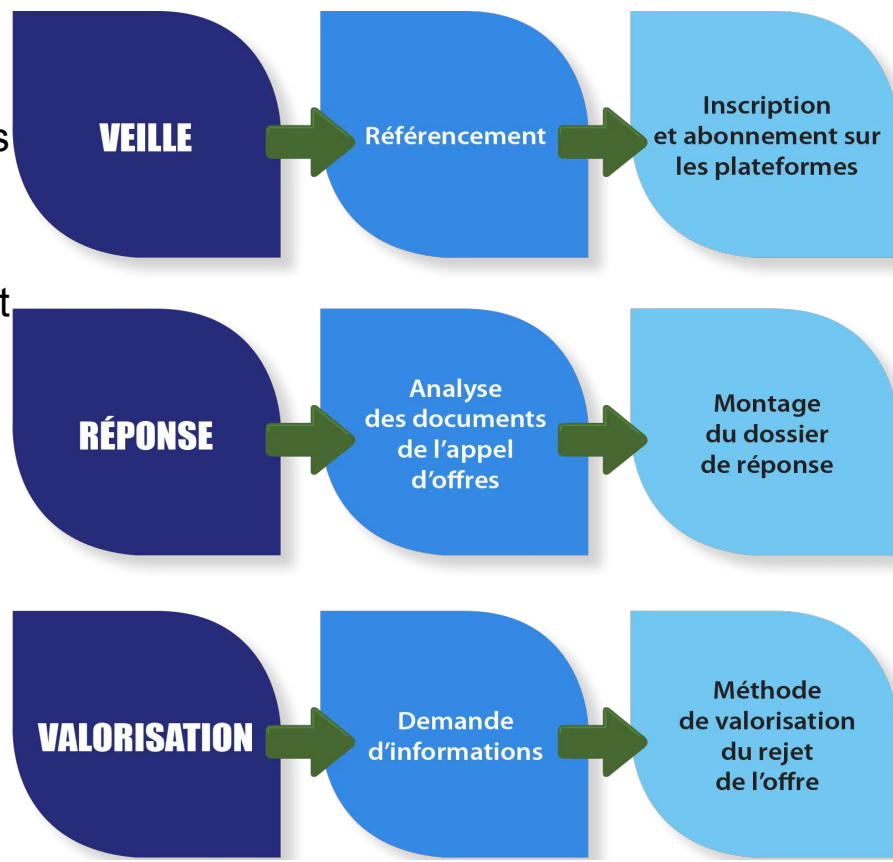 s
VEILLE
Référencement
Inscription
et abonnement sur
les plateformes
t
RÉPONSE
Analyse
des documents
de l'appel
d'offres
Montage
du dossier
de réponse
VALORISATION
Demande
d'informations
Méthode
de valorisation
du rejet
de l'offre